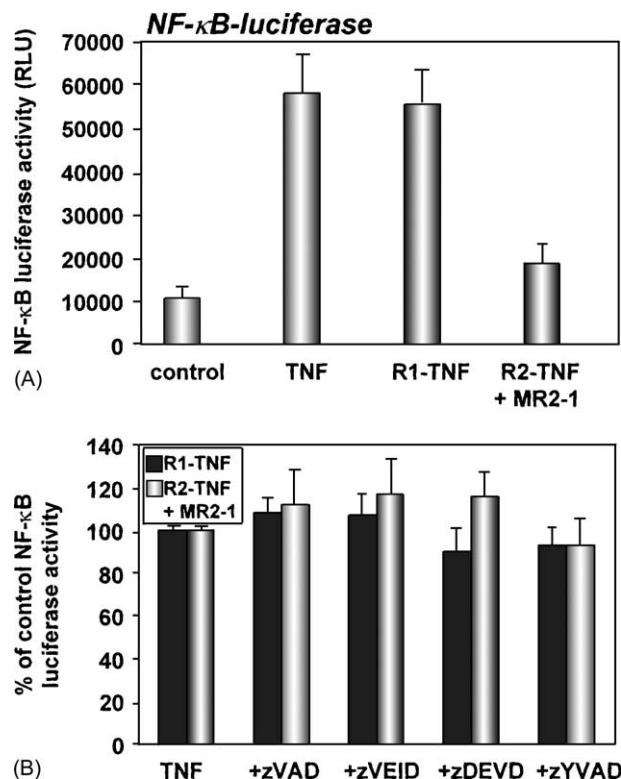 NF-κB-luciferase
NF-κB luciferase activity (RLU)
70000
60000
50000
40000
30000
20000
10000
0
control TNF R1-TNF R2-TNF
+ MR2-1
(A)
% of control NF-κB
luciferase activity
140
120
100
80
60
40
20
0
R1-TNF
R2-TNF
+ MR2-1
TNF +zVAD +zVEID +zDEVD +zYVAD
(B)